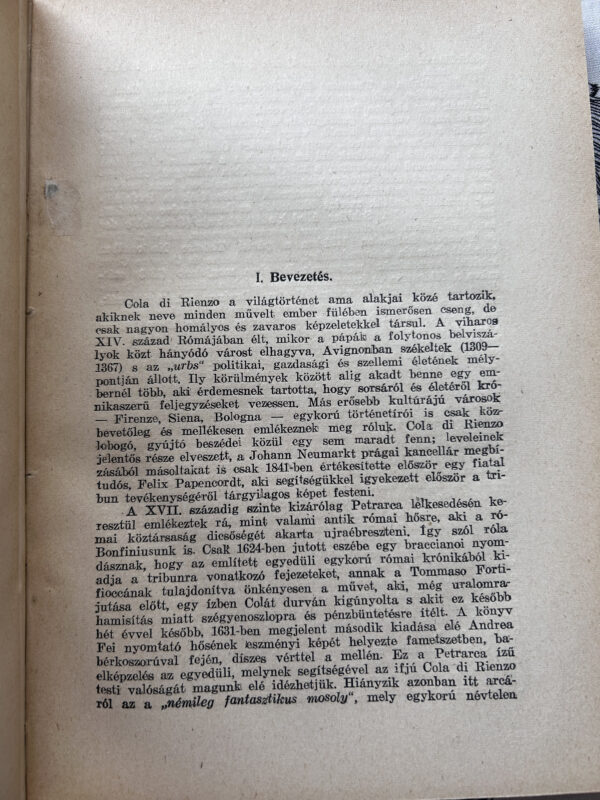 I. Bevezetés.
Cola di Rienzo a világtörténet ama alakjai közé tartozik,
akiknek neve minden művelt ember fülében ismerősen cseng, de
csak nagyon homályos és zavaros képzeletekkel társul. A viharos
XIV. század Rómájában élt, mikor a pápák a folytonos belviszá-
lyok közt hányódó várost elhagyva, Avignonban székeltek (1309—
1367) s az „urbs" politikai, gazdasági és szellemi életének mély-
pontján állott. Ily körülmények között alig akadt benne egy em-
bernél több, aki érdemesnek tartotta, hogy sorsáról és életéről kró-
nikaszerű feljegyzéseket vezessen. Más erősebb kultúrájú városok
— Firenze, Siena, Bologna — egykorú történetírói is csak köz-
bevetőleg és mellékesen emlékeznek meg róluk. Cola di Rienzo
lobogó, gyújtó beszédei közül egy sem maradt fenn; leveleinek
jelentős része elveszett, a Johann Neumarkt prágai kancellár megbí-
zásából másoltakat is csak 1841-ben értékesítette először egy fiatal
tudós, Felix Papencordt, aki segítségükkel igyekezett először a tri-
bun tevékenységéről tárgyilagos képet festeni.
A XVII. századig szinte kizárólag Petrarca lelkesedésén ke-
resztül emlékeztek rá, mint valami antik római hősre, aki a ró-
mai köztársaság dicsőségét akarta ujraébreszteni. Így szól róla
Bonfiniusunk is. Csak 1624-ben jutott eszébe egy braccianoi nyom-
dásznak, hogy az említett egyedüli egykorú római krónikából ki-
adja a tribunra vonatkozó fejezeteket, annak a Tommaso Forti-
fioccának tulajdonítva önkényesen a művet, aki, még uralomra-
jutása előtt, egy ízben Colát durván kigúnyolta s akit ez később
hamisítás miatt szégyenoszlopra és pénzbüntetésre ítélt. A könyv
hét évvel később, 1631-ben megjelent második kiadása elé Andrea
Fei nyomtató hősének eszményi képét helyezte fametszetben, ba-
bérkoszorúval fején, díszes vérttel a mellén. Ez a Petrarca ízű
elképzelés az egyedüli, melynek segítségével az ifjú Cola di Rienzo
testi valóságát magunk elé idézhetjük. Hiányzik azonban itt arcá-
ról az a „némileg fantasztikus mosoly", mely egykorú névtelen